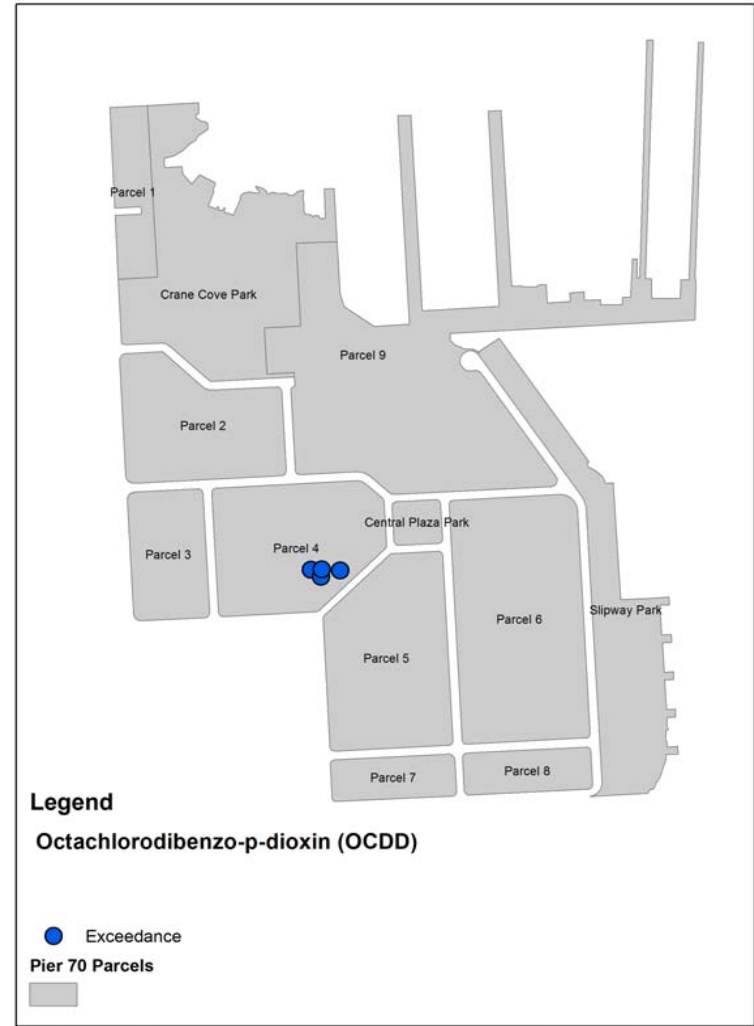 Parcel 1
Crane Cove Park
Parcel 9
Parcel 2
Central Plaza Park
Parcel 3
Parcel 4
Slipway Park
Parcel 6
Parcel 5
Parcel 7
Parcel 8
Legend
Octachlorodibenzo-p-dioxin (OCDD)
Exceedance
Pier 70 Parcels